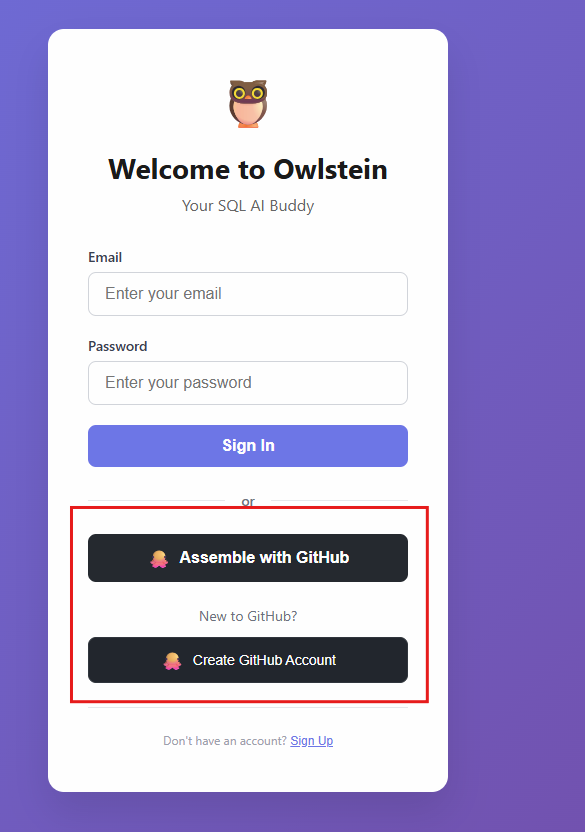 Welcome to Owlstein
Your SQL AI Buddy
Email
Enter your email
Password
Enter your password
Sign In
or
Assemble with GitHub
New to GitHub?
Create GitHub Account
Don't have an account? Sign Up